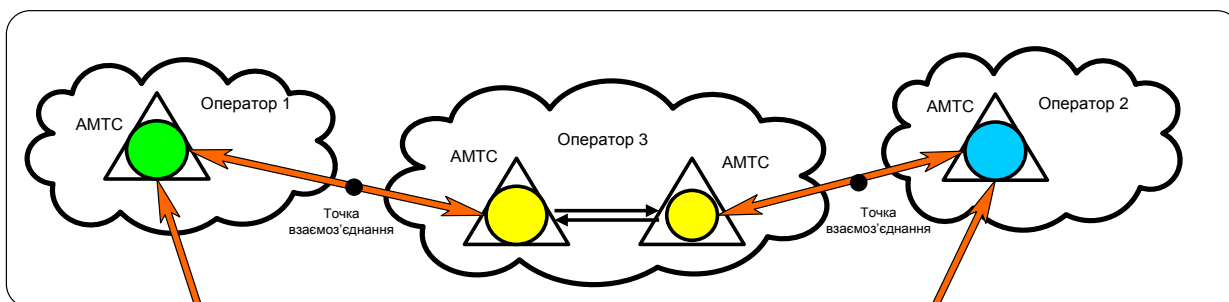 Оператор 1
АМТС
Оператор 3
АМТС
АМТС
АМТС
Оператор 2
Точка
взаємоз'єднання
Точка
взаємоз'єднання